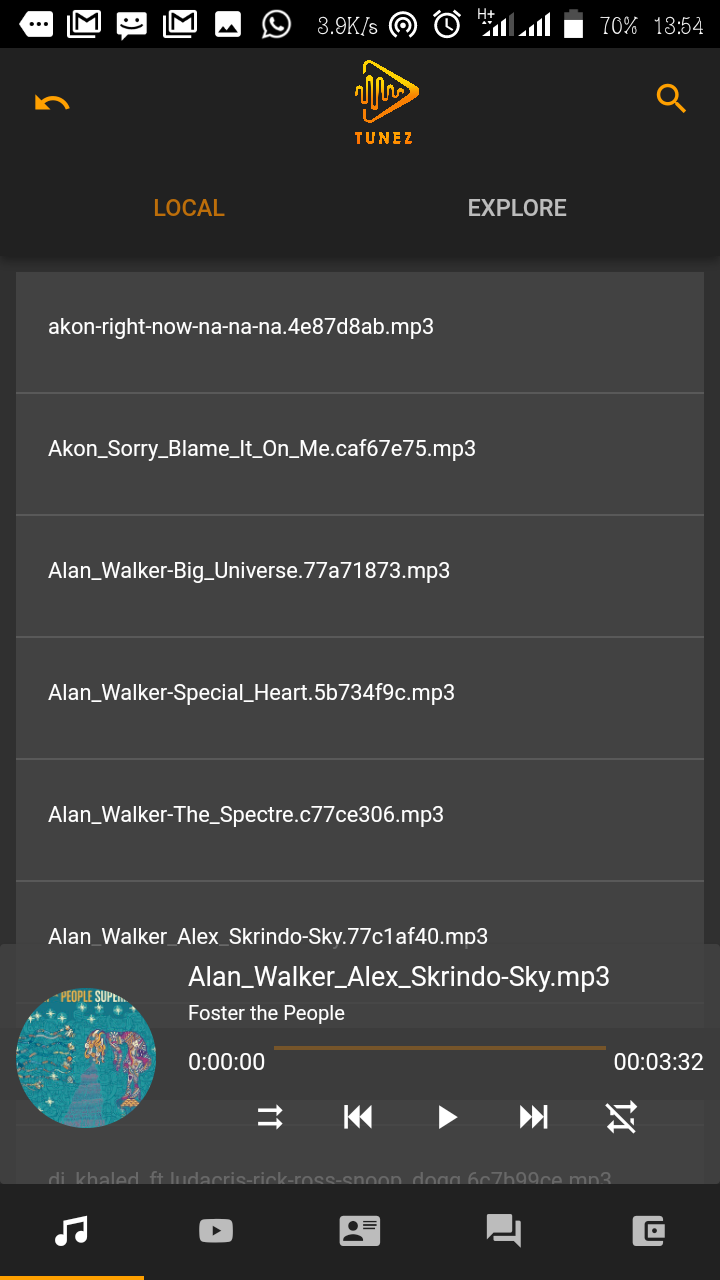 3.9K/s H+ 70% 13:54
TUNEZ
LOCAL EXPLORE
akon-right-now-na-na-na.4e87d8ab.mp3
Akon_Sorry_Blame_It_On_Me.caf67e75.mp3
Alan_Walker-Big_Universe.77a71873.mp3
Alan_Walker-Special_Heart.5b734f9c.mp3
Alan_Walker-The_Spectre.c77ce306.mp3
Alan_Walker_Alex_Skrindo-Sky.77c1af40.mp3
Alan_Walker_Alex_Skrindo-Sky.mp3
PEOPLE
Foster the People
0:00:00 00:03:32
dj_khaled_ft.ludacris-rick-ross-snoop_dogg.6c7b99ce.mp3